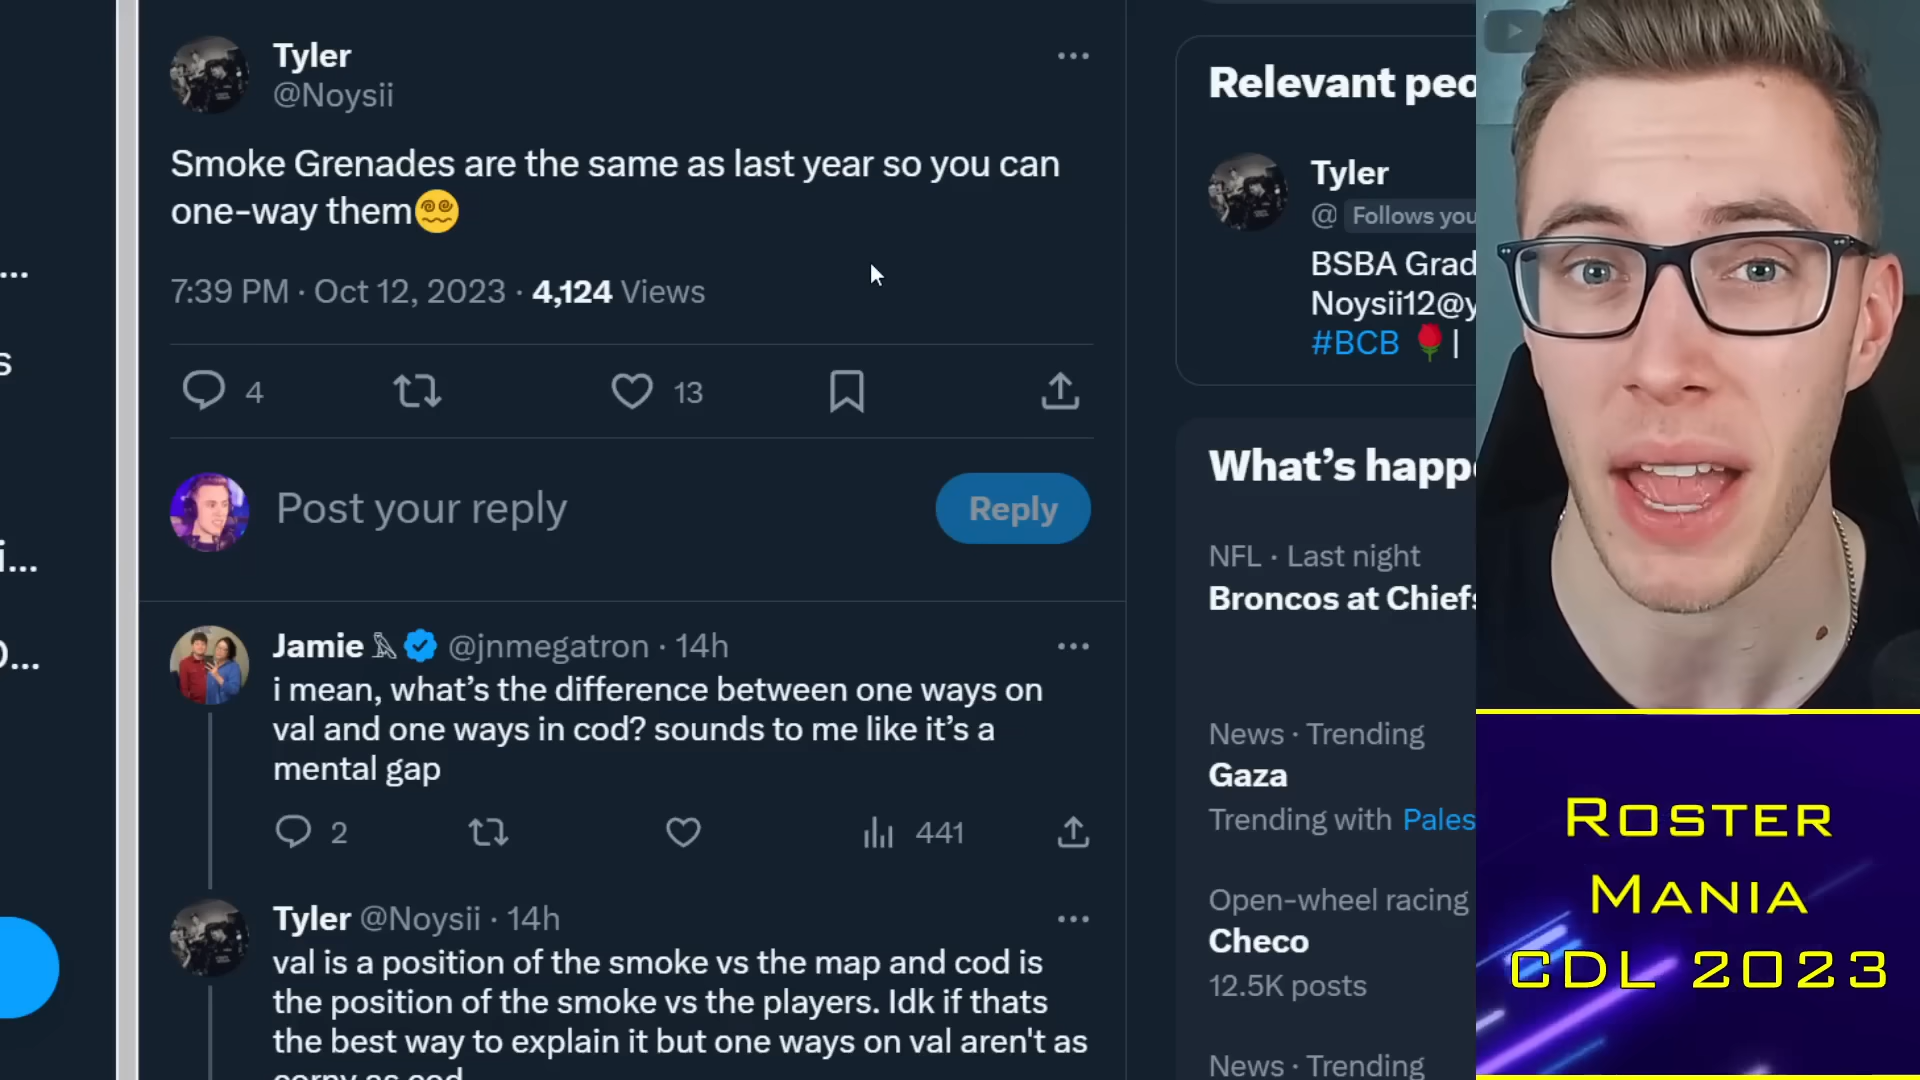 Tyler
@Noysii
Smoke Grenades are the same as last year so you can
one-way them😵‍💫
7:39 PM · Oct 12, 2023 · 4,124 Views
4
13
Post your reply
Reply
Jamie @jnmegatron · 14h
i mean, what's the difference between one ways on
val and one ways in cod? sounds to me like it's a
mental gap
2
441
Tyler @Noysii · 14h
val is a position of the smoke vs the map and cod is
the position of the smoke vs the players. Idk if thats
the best way to explain it but one ways on val aren't as
Relevant
Tyler
@ Follows you
BSBA Grad
Noysii12@y
#BCB 🌹|
What's
NFL · Last night
Broncos at Chiefs
News · Trending
Gaza
Trending with
Open-wheel racing
Checo
12.5K posts
News · Trending
ROSTER
MANIA
CDL 2023